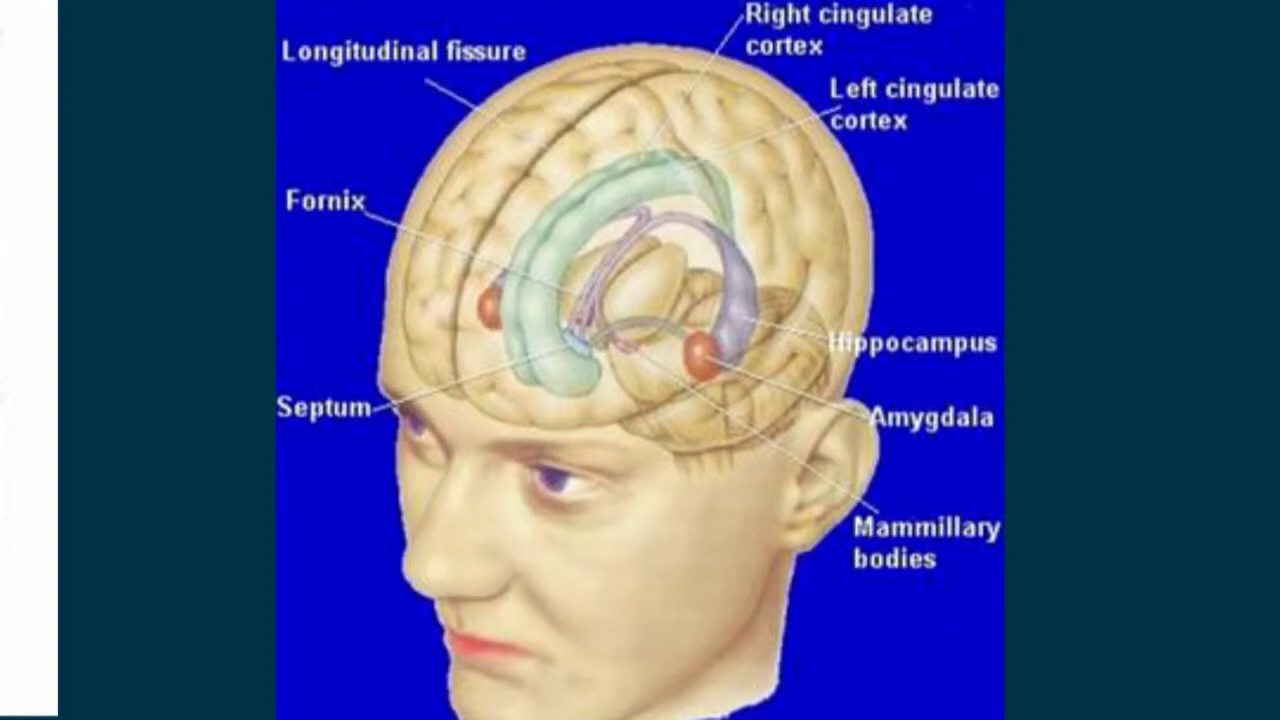 Right cingulate
cortex
Longitudinal fissure
Left cingulate
cortex
Fornix
Hippocampus
Septum
Amygdala
Mammillary
bodies